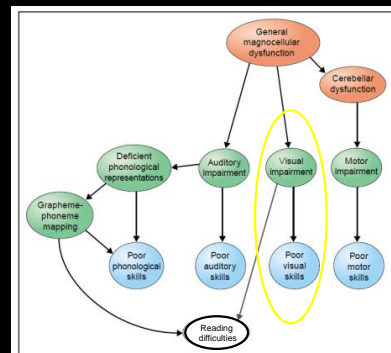 General
magnocellular
dysfunction
Cerebellar
dysfunction
Deficient
phonological
representations
Auditory
impairment
Visual
impairment
Motor
impairment
Grapheme-
phoneme
mapping
Poor
phonological
skills
Poor
auditory
skills
Poor
visual
skills
Poor
motor
skills
Reading
difficulties